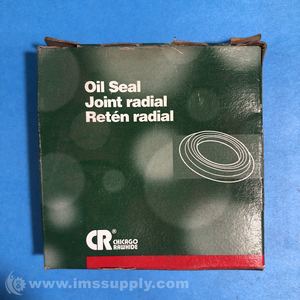 Oil Seal
Joint radial
Retén radial
CR®
CHICAGO
RAWHIDE
© www.imssupply.com